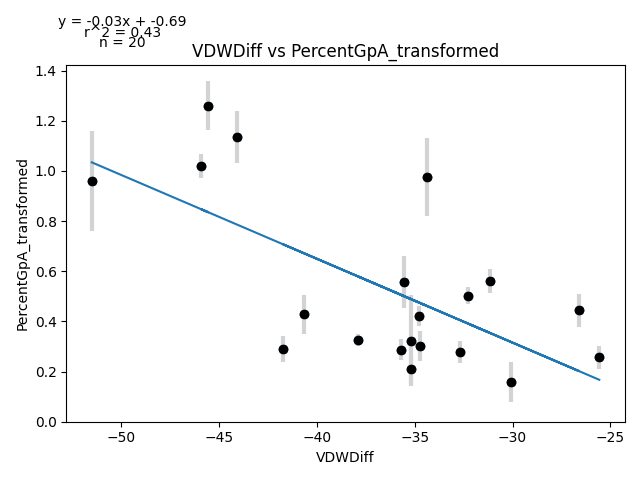 y = -0.03x + -0.69
r^2 = 0.43
n = 20
VDWDiff vs PercentGpA_transformed
1.4
1.2
1.0
0.8
0.6
0.4
0.2
0.0
PercentGpA_transformed
−50
−45
−40
−35
−30
−25
VDWDiff